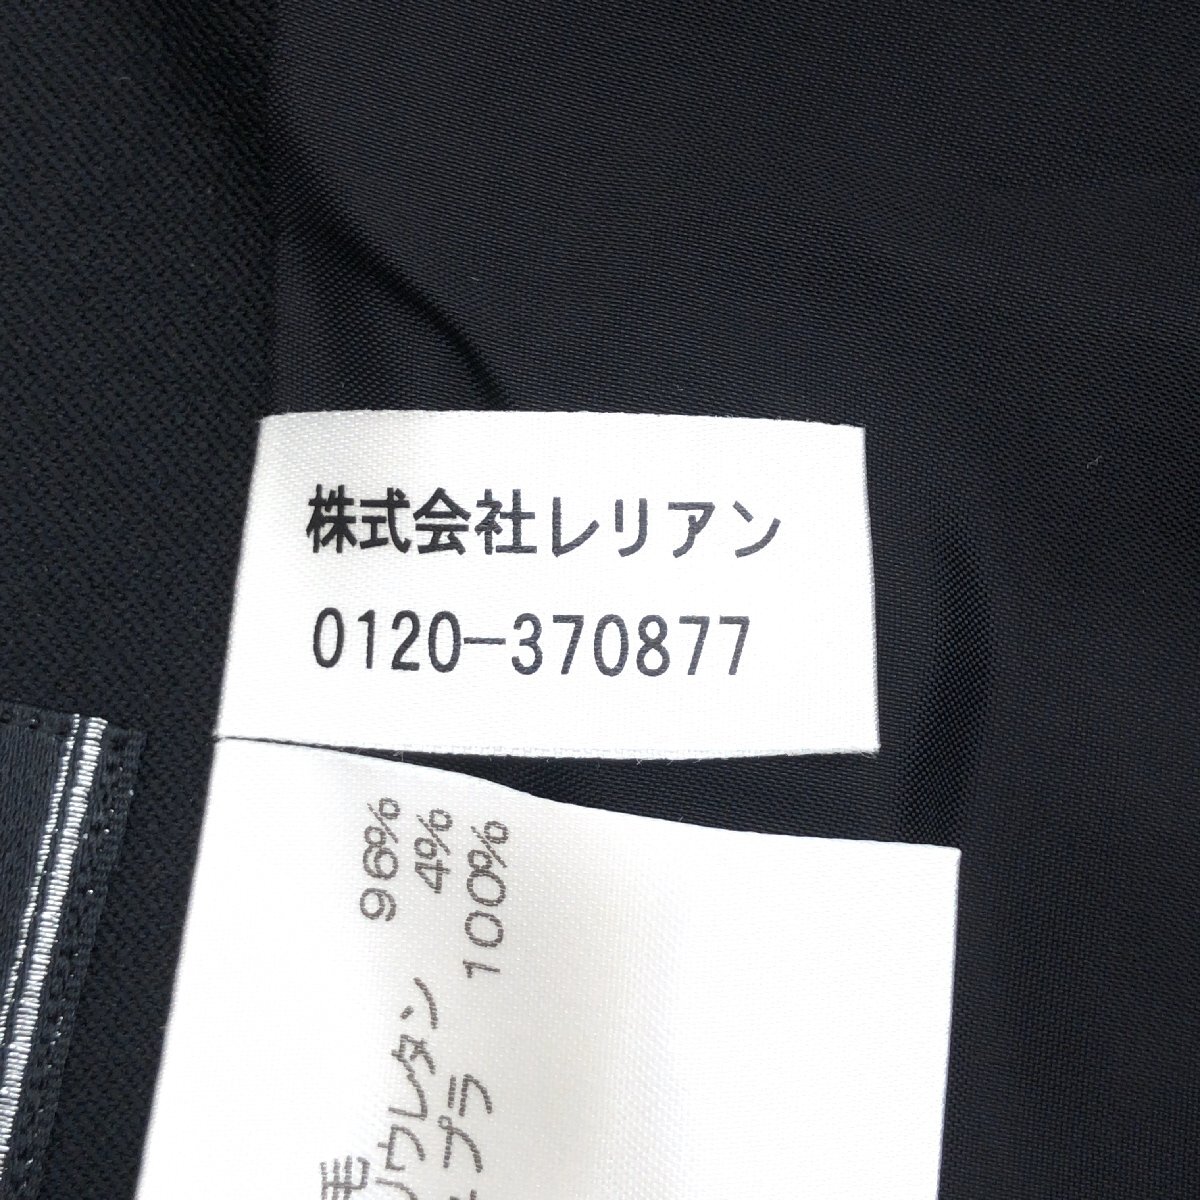 株式会社レリアン
0120-370877
毛 96%
ポリウレタン 4%
キュプラ 100%